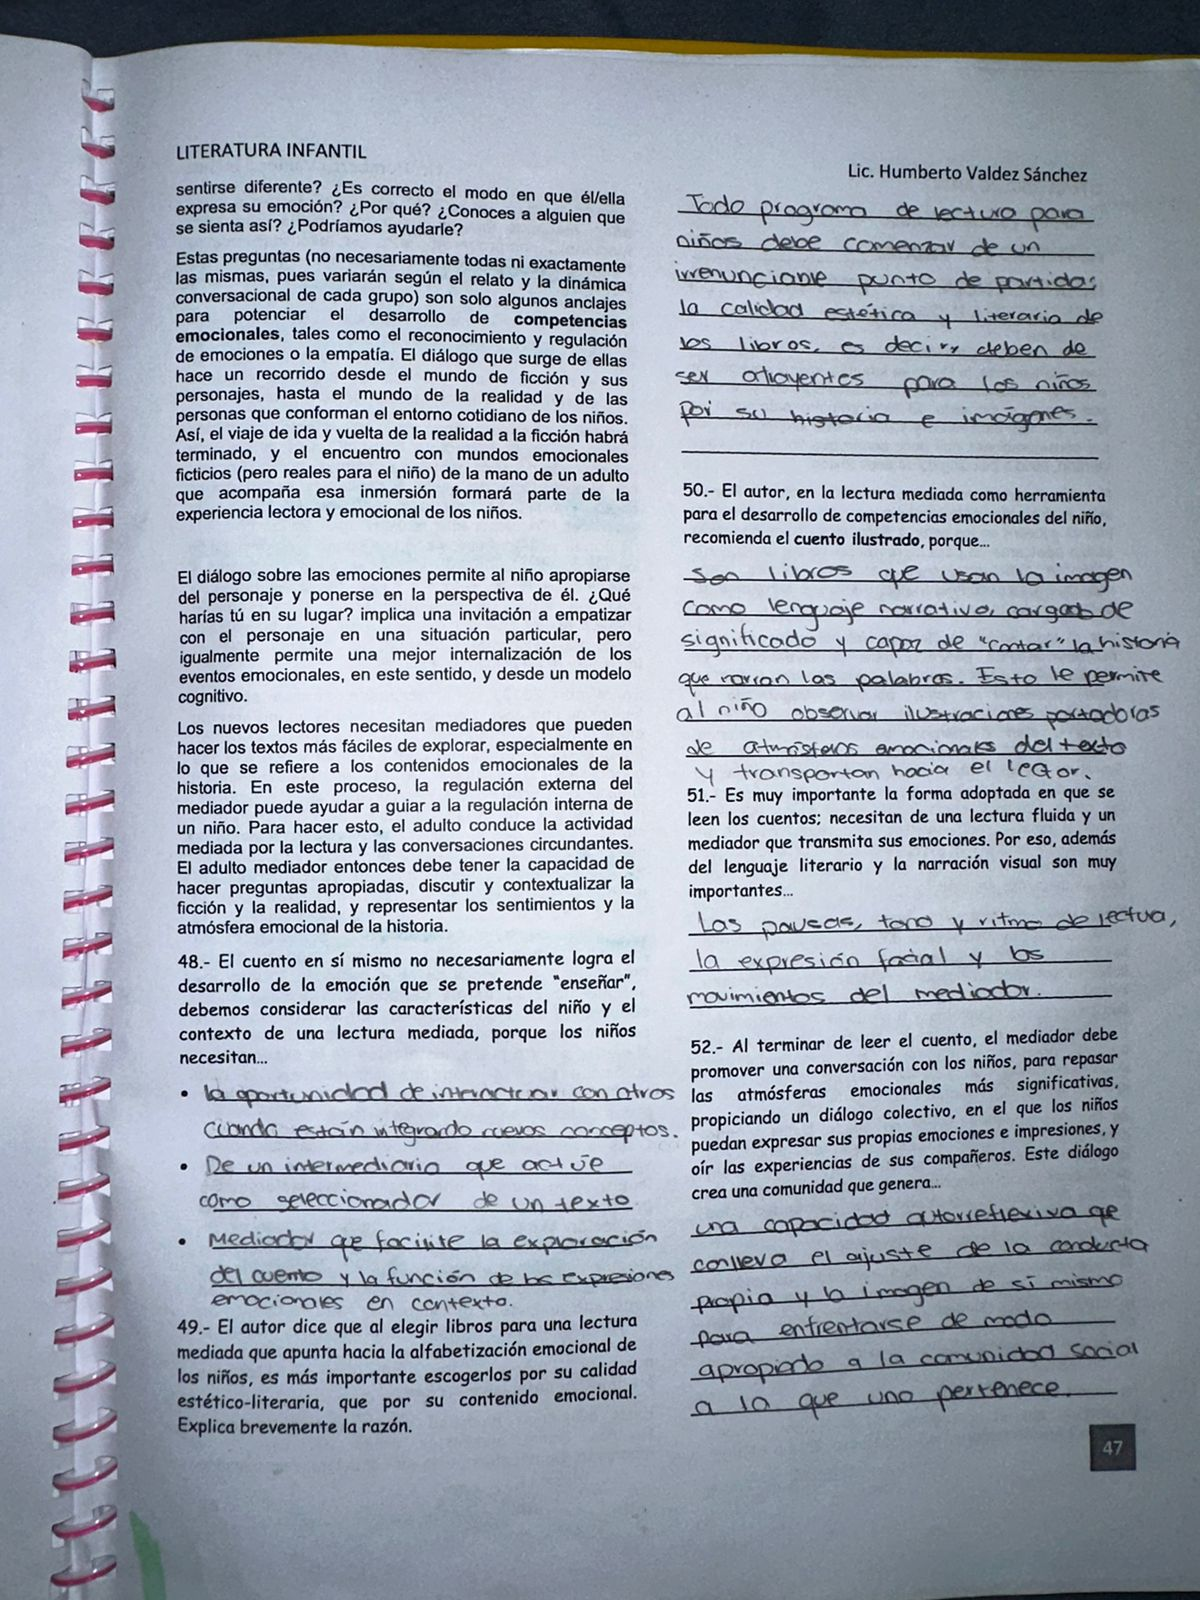 LITERATURA INFANTIL
Lic. Humberto Valdez Sánchez
sentirse diferente? ¿Es correcto el modo en que él/ella
expresa su emoción? ¿Por qué? ¿Conoces a alguien que
se sienta así? ¿Podríamos ayudarle?
Estas preguntas (no necesariamente todas ni exactamente
las mismas, pues variarán según el relato y la dinámica
conversacional de cada grupo) son solo algunos anclajes
para potenciar el desarrollo de competencias
emocionales, tales como el reconocimiento y regulación
de emociones o la empatía. El diálogo que surge de ellas
hace un recorrido desde el mundo de ficción y sus
personajes, hasta el mundo de la realidad y de las
personas que conforman el entorno cotidiano de los niños.
Así, el viaje de ida y vuelta de la realidad a la ficción habrá
terminado, y el encuentro con mundos emocionales
ficticios (pero reales para el niño) de la mano de un adulto
que acompaña esa inmersión formará parte de la
experiencia lectora y emocional de los niños.
El diálogo sobre las emociones permite al niño apropiarse
del personaje y ponerse en la perspectiva de él. ¿Qué
harías tú en su lugar? implica una invitación a empatizar
con el personaje en una situación particular, pero
igualmente permite una mejor internalización de los
eventos emocionales, en este sentido, y desde un modelo
cognitivo.
Los nuevos lectores necesitan mediadores que pueden
hacer los textos más fáciles de explorar, especialmente en
lo que se refiere a los contenidos emocionales de la
historia. En este proceso, la regulación externa del
mediador puede ayudar a guiar a la regulación interna de
un niño. Para hacer esto, el adulto conduce la actividad
mediada por la lectura y las conversaciones circundantes.
El adulto mediador entonces debe tener la capacidad de
hacer preguntas apropiadas, discutir y contextualizar la
ficción y la realidad, y representar los sentimientos y la
atmósfera emocional de la historia.
48.- El cuento en sí mismo no necesariamente logra el
desarrollo de la emoción que se pretende "enseñar",
debemos considerar las características del niño y el
contexto de una lectura mediada, porque los niños
necesitan...
• la oportunidad de interactuar con otros
cuando están integrando nuevos conceptos.
• De un intermediario que actúe
como seleccionador de un texto
• Mediador que facilite la exploración
del cuento y la función de las expresiones
emocionales en contexto.
49.- El autor dice que al elegir libros para una lectura
mediada que apunta hacia la alfabetización emocional de
los niños, es más importante escogerlos por su calidad
estético-literaria, que por su contenido emocional.
Explica brevemente la razón.
Todo programa de lectura para
niños debe comenzar de un
irrenunciable punto de partida:
la calidad estética y literaria de
los libros, es decir, deben de
ser atrayentes para los niños
por su historia e imágenes.
50.- El autor, en la lectura mediada como herramienta
para el desarrollo de competencias emocionales del niño,
recomienda el cuento ilustrado, porque...
Son libros que usan la imagen
como lenguaje narrativo, cargado de
significado y capaz de "contar" la historia
que narran las palabras. Esto le permite
al niño observar ilustraciones portadoras
de atmósferas emocionales del texto
y transportan hacia el lector.
51.- Es muy importante la forma adoptada en que se
leen los cuentos; necesitan de una lectura fluida y un
mediador que transmita sus emociones. Por eso, además
del lenguaje literario y la narración visual son muy
importantes...
Las pausas, tono y ritmo de lectura,
la expresión facial y los
movimientos del mediador.
52.- Al terminar de leer el cuento, el mediador debe
promover una conversación con los niños, para repasar
las atmósferas emocionales más significativas,
propiciando un diálogo colectivo, en el que los niños
puedan expresar sus propias emociones e impresiones, y
oír las experiencias de sus compañeros. Este diálogo
crea una comunidad que genera...
una capacidad autorreflexiva qe
conlleva el ajuste de la conducta
propia y la imagen de sí mismo
para enfrentarse de modo
apropiado a la comunidad social
a la que uno pertenece.
47